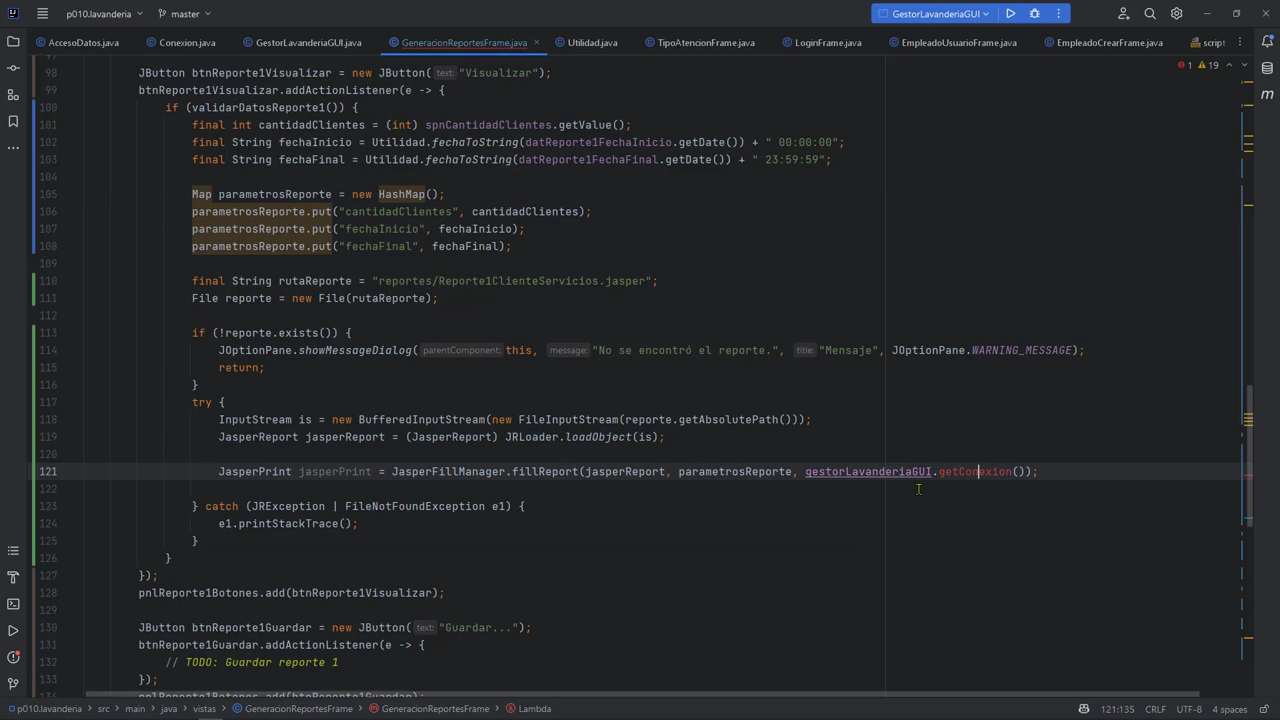 p010.lavanderia master GestorLavanderiaGUI
AccesoDatos.java Conexion.java GestorLavanderiaGUI.java GeneracionReportesFrame.java Utilidad.java TipoAtencionFrame.java LoginFrame.java EmpleadoUsuarioFrame.java EmpleadoCrearFrame.java script
1 19
98 JButton btnReporte1Visualizar = new JButton( text: "Visualizar");
99 btnReporte1Visualizar.addActionListener(e -> {
100 if (validarDatosReporte1()) {
101 final int cantidadClientes = (int) spnCantidadClientes.getValue();
102 final String fechaInicio = Utilidad.fechaToString(datReporte1FechaInicio.getDate()) + " 00:00:00";
103 final String fechaFinal = Utilidad.fechaToString(datReporte1FechaFinal.getDate()) + " 23:59:59";
104
105 Map parametrosReporte = new HashMap();
106 parametrosReporte.put("cantidadClientes", cantidadClientes);
107 parametrosReporte.put("fechaInicio", fechaInicio);
108 parametrosReporte.put("fechaFinal", fechaFinal);
109
110 final String rutaReporte = "reportes/Reporte1ClienteServicios.jasper";
111 File reporte = new File(rutaReporte);
112
113 if (!reporte.exists()) {
114 JOptionPane.showMessageDialog( parentComponent: this, message: "No se encontró el reporte.", title: "Mensaje", JOptionPane.WARNING_MESSAGE);
115 return;
116 }
117 try {
118 InputStream is = new BufferedInputStream(new FileInputStream(reporte.getAbsolutePath()));
119 JasperReport jasperReport = (JasperReport) JRLoader.loadObject(is);
120
121 JasperPrint jasperPrint = JasperFillManager.fillReport(jasperReport, parametrosReporte, gestorLavanderiaGUI.getConexion());
122
123 } catch (JRException | FileNotFoundException e1) {
124 e1.printStackTrace();
125 }
126 }
127 });
128 pnlReporte1Botones.add(btnReporte1Visualizar);
129
130 JButton btnReporte1Guardar = new JButton( text: "Guardar...");
131 btnReporte1Guardar.addActionListener(e -> {
132 // TODO: Guardar reporte 1
133 });
pnlReporte1Botones.add(btnReporte1Guardar);
p010.lavanderia > src > main > java > vistas > GeneracionReportesFrame > GeneracionReportesFrame > Lambda 121:135 CRLF UTF-8 4 spaces